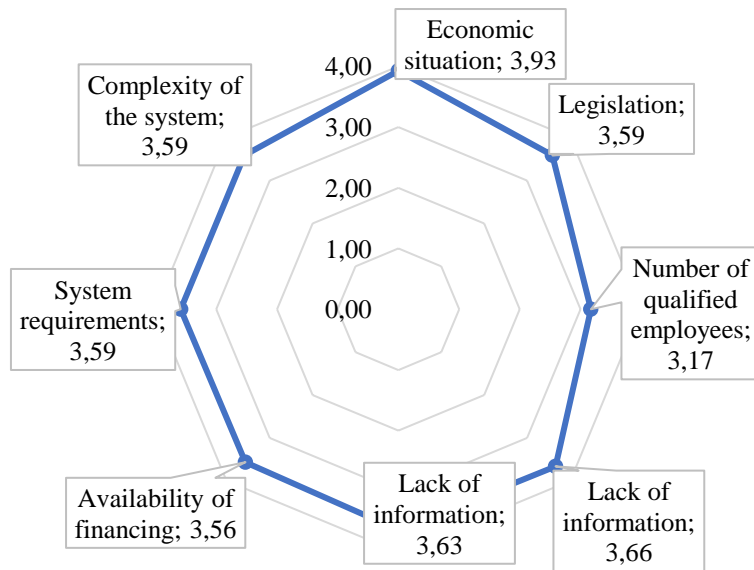 Economic
situation; 3,93
Legislation;
3,59
Number of
qualified
employees;
3,17
Lack of
information;
3,66
Lack of
information;
3,63
Availability of
financing; 3,56
System
requirements;
3,59
Complexity of
the system;
3,59
4,00
3,00
2,00
1,00
0,00